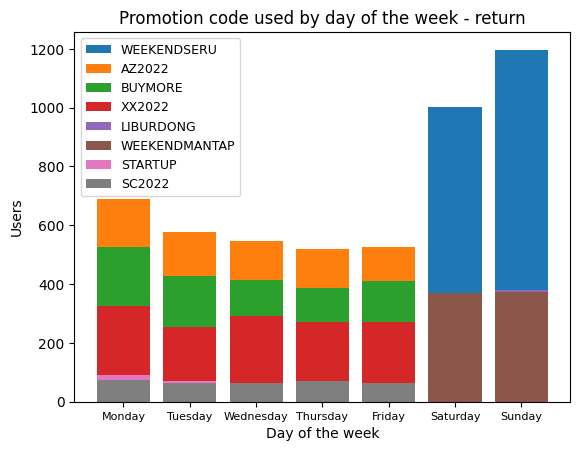 Promotion code used by day of the week - return
WEEKENDSERU
AZ2022
BUYMORE
XX2022
LIBURDONG
WEEKENDMANTAP
STARTUP
SC2022
Users
1200
1000
800
600
400
200
0
Monday Tuesday Wednesday Thursday Friday Saturday Sunday
Day of the week